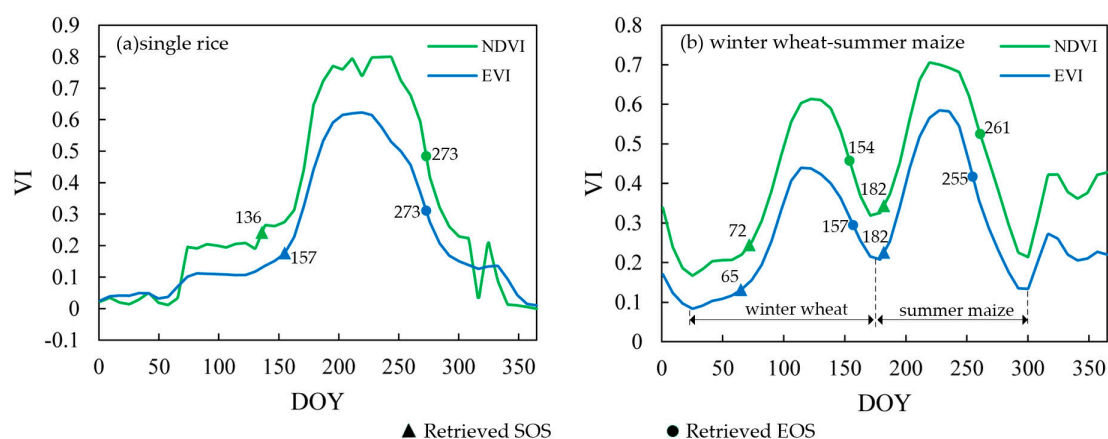 (a)single rice
NDVI
EVI
0.9
0.8
0.7
0.6
0.5
0.4
0.3
0.2
0.1
0
-0.1
VI
136
157
273
273
0 50 100 150 200 250 300 350
DOY
(b) winter wheat-summer maize
NDVI
EVI
0.8
0.7
0.6
0.5
0.4
0.3
0.2
0.1
0
VI
72
65
154
157
182
182
261
255
winter wheat
summer maize
0 50 100 150 200 250 300 350
DOY
Retrieved SOS
Retrieved EOS